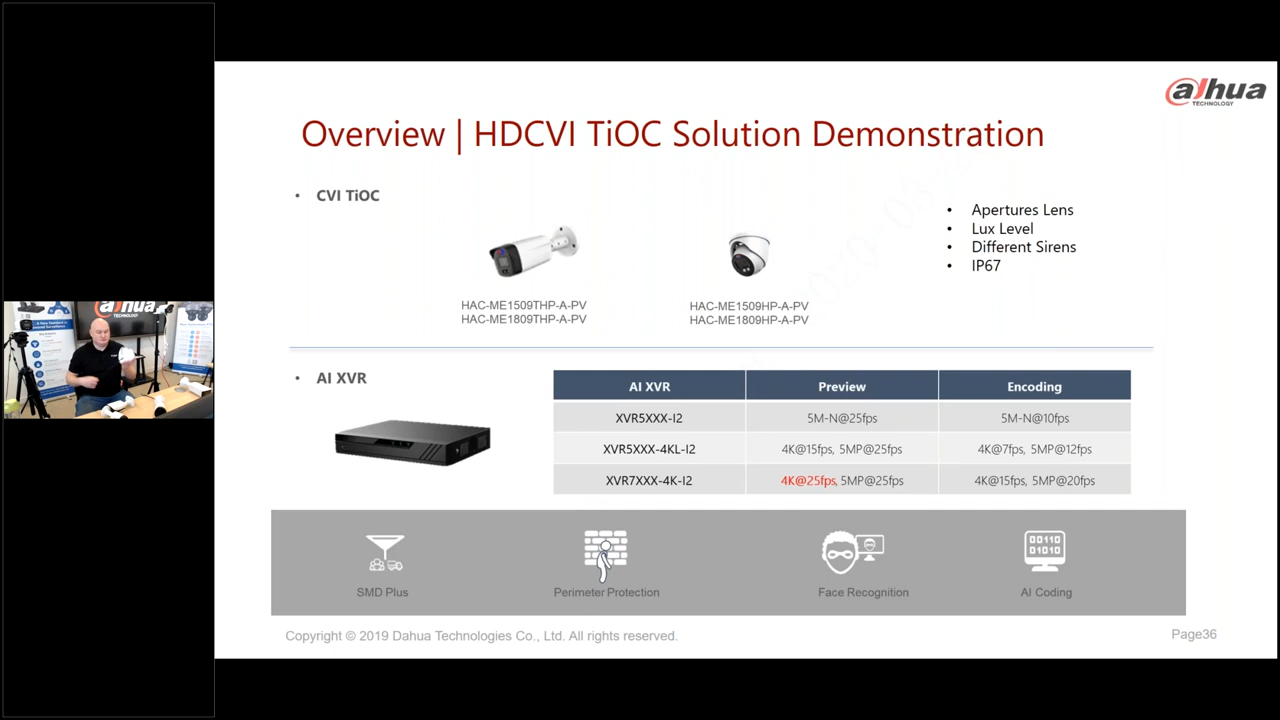 alhua
TECHNOLOGY
Overview | HDCVI TiOC Solution Demonstration
• CVI TiOC
• Apertures Lens
• Lux Level
• Different Sirens
• IP67
HAC-ME1509THP-A-PV
HAC-ME1809THP-A-PV
HAC-ME1509HP-A-PV
HAC-ME1809HP-A-PV
• AI XVR
AI XVR Preview Encoding
XVR5XXX-I2 5M-N@25fps 5M-N@10fps
XVR5XXX-4KL-I2 4K@15fps, 5MP@25fps 4K@7fps, 5MP@12fps
XVR7XXX-4K-I2 4K@25fps, 5MP@25fps 4K@15fps, 5MP@20fps
00110
01010
SMD Plus Perimeter Protection Face Recognition AI Coding
Copyright © 2019 Dahua Technologies Co., Ltd. All rights reserved.
Page36
alhua
TECHNOLOGY